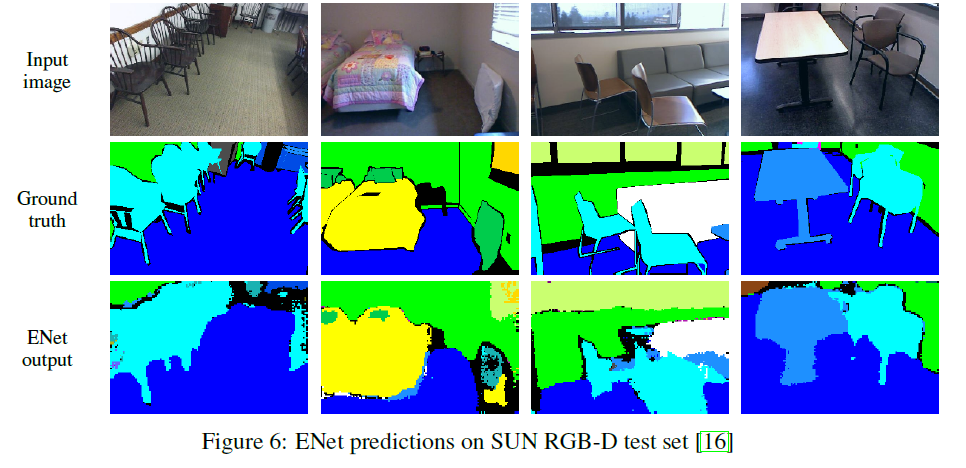 Input
image
Ground
truth
ENet
output
Figure 6: ENet predictions on SUN RGB-D test set [16]